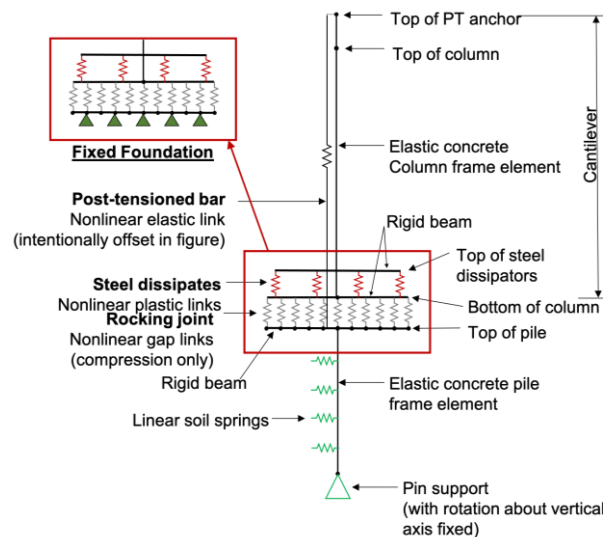 Top of PT anchor
Top of column
Cantilever
Fixed Foundation
Elastic concrete
Column frame element
Post-tensioned bar
Nonlinear elastic link
(intentionally offset in figure)
Rigid beam
Top of steel
dissipators
Steel dissipates
Nonlinear plastic links
Rocking joint
Nonlinear gap links
(compression only)
Bottom of column
Top of pile
Rigid beam
Elastic concrete pile
frame element
Linear soil springs
Pin support
(with rotation about vertical
axis fixed)